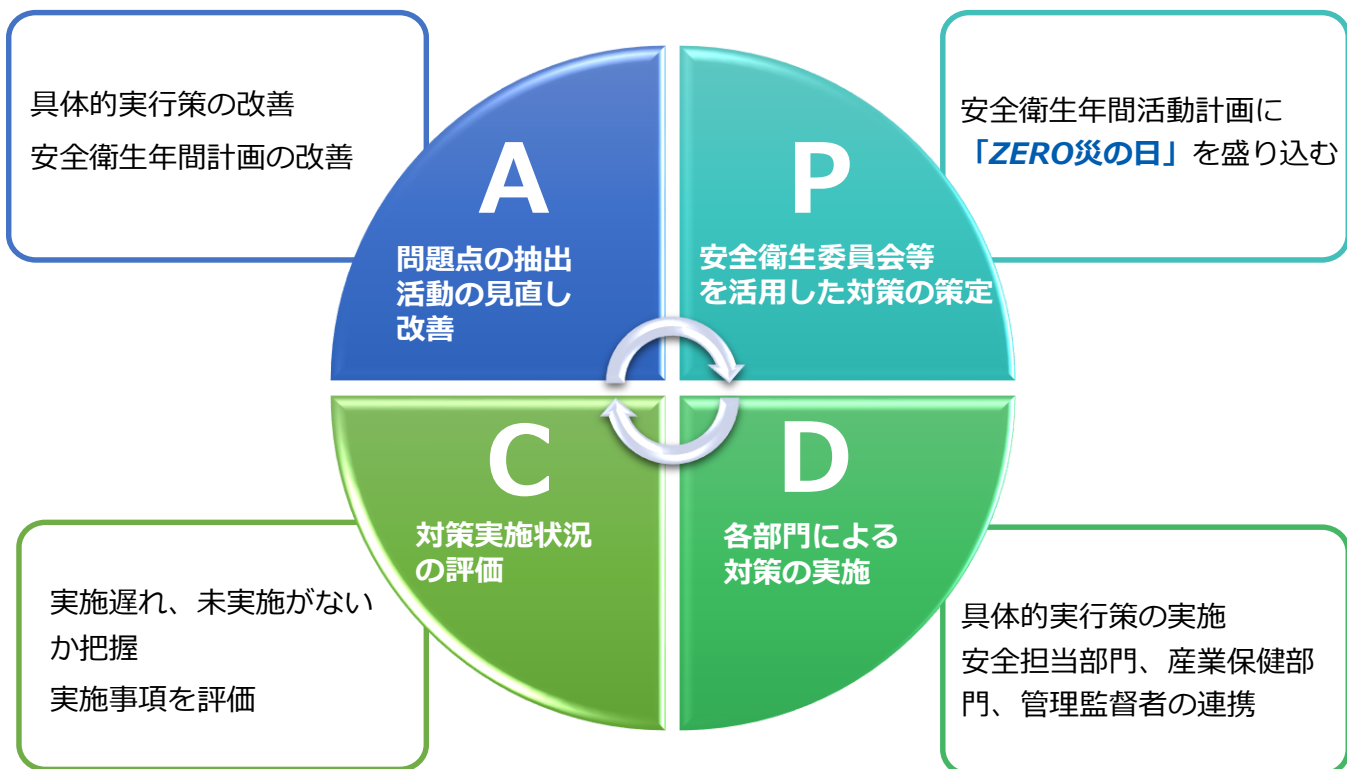 具体的実行策の改善
安全衛生年間計画の改善
A
問題点の抽出
活動の見直し
改善
P
安全衛生委員会等
を活用した対策の策定
安全衛生年間活動計画に
「ZERO災の日」を盛り込む
C
対策実施状況
の評価
実施遅れ、未実施がない
か把握
実施事項を評価
D
各部門による
対策の実施
具体的実行策の実施
安全担当部門、産業保健部
門、管理監督者の連携